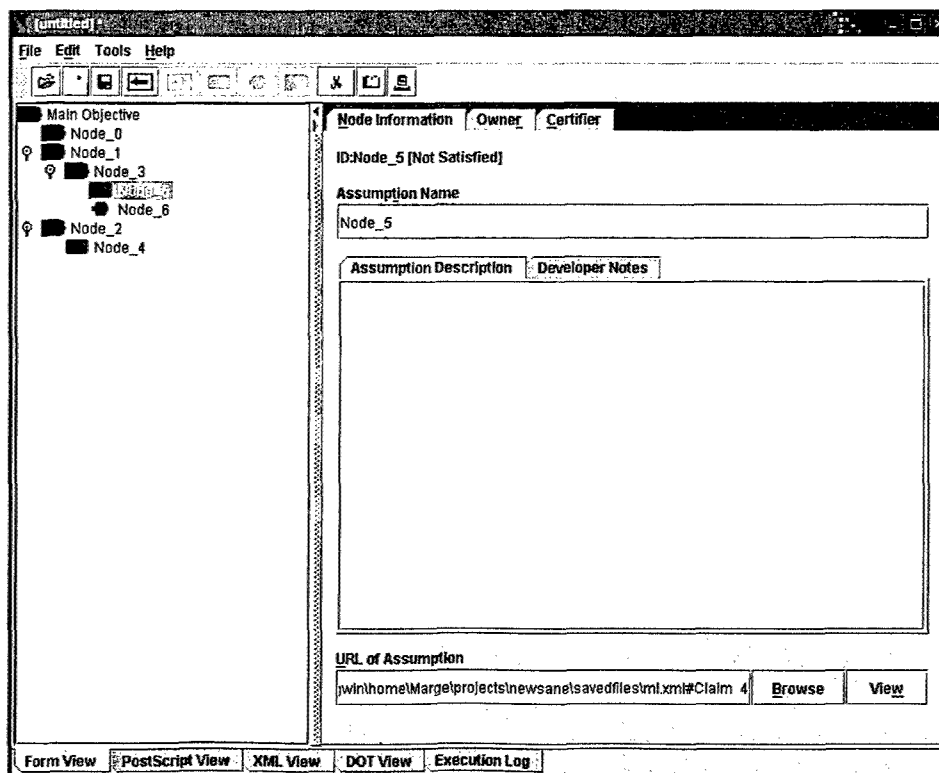 [untitled] *
File Edit Tools Help
Main Objective
Node_0
Node_1
Node_3
Node_6
Node_2
Node_4
Node Information Owner Certifier
ID:Node_5 [Not Satisfied]
Assumption Name
Node_5
Assumption Description Developer Notes
URL of Assumption
gwin\home\Marge\projects\newsane\savedfiles\ml.xml#Claim 4 Browse View
Form View PostScript View XML View DOT View Execution Log